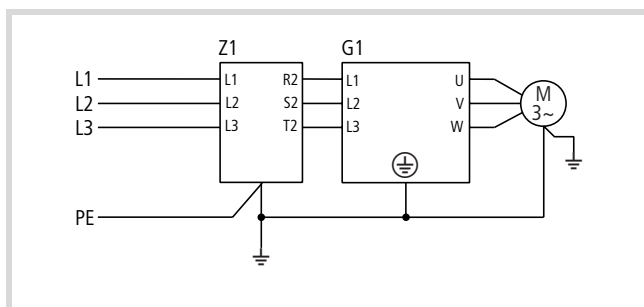 Z1 G1
L1 L1 R2 L1 U
L2 L2 S2 L2 V M
L3 L3 T2 L3 W 3~
PE